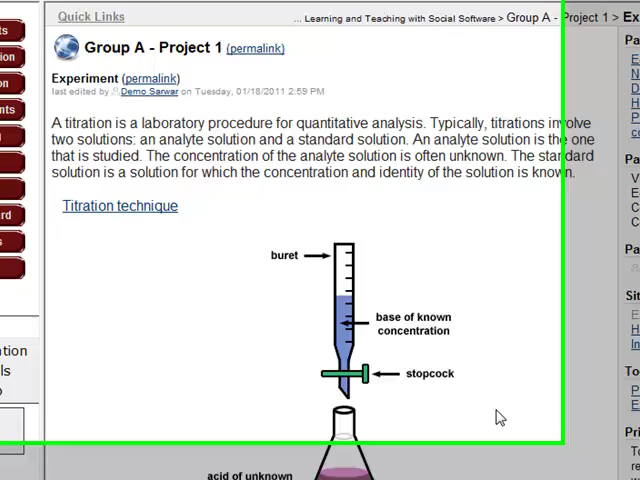 Quick Links
... Learning and Teaching with Social Software > Group A - Project 1 > Ex
Group A - Project 1 (permalink)
Experiment (permalink)
last edited by Demo Sarwar on Tuesday, 01/18/2011 2:59 PM
A titration is a laboratory procedure for quantitative analysis. Typically, titrations involve
two solutions: an analyte solution and a standard solution. An analyte solution is the one
that is studied. The concentration of the analyte solution is often unknown. The standard
solution is a solution for which the concentration and identity of the solution is known.
Titration technique
buret
base of known
concentration
stopcock
acid of unknown